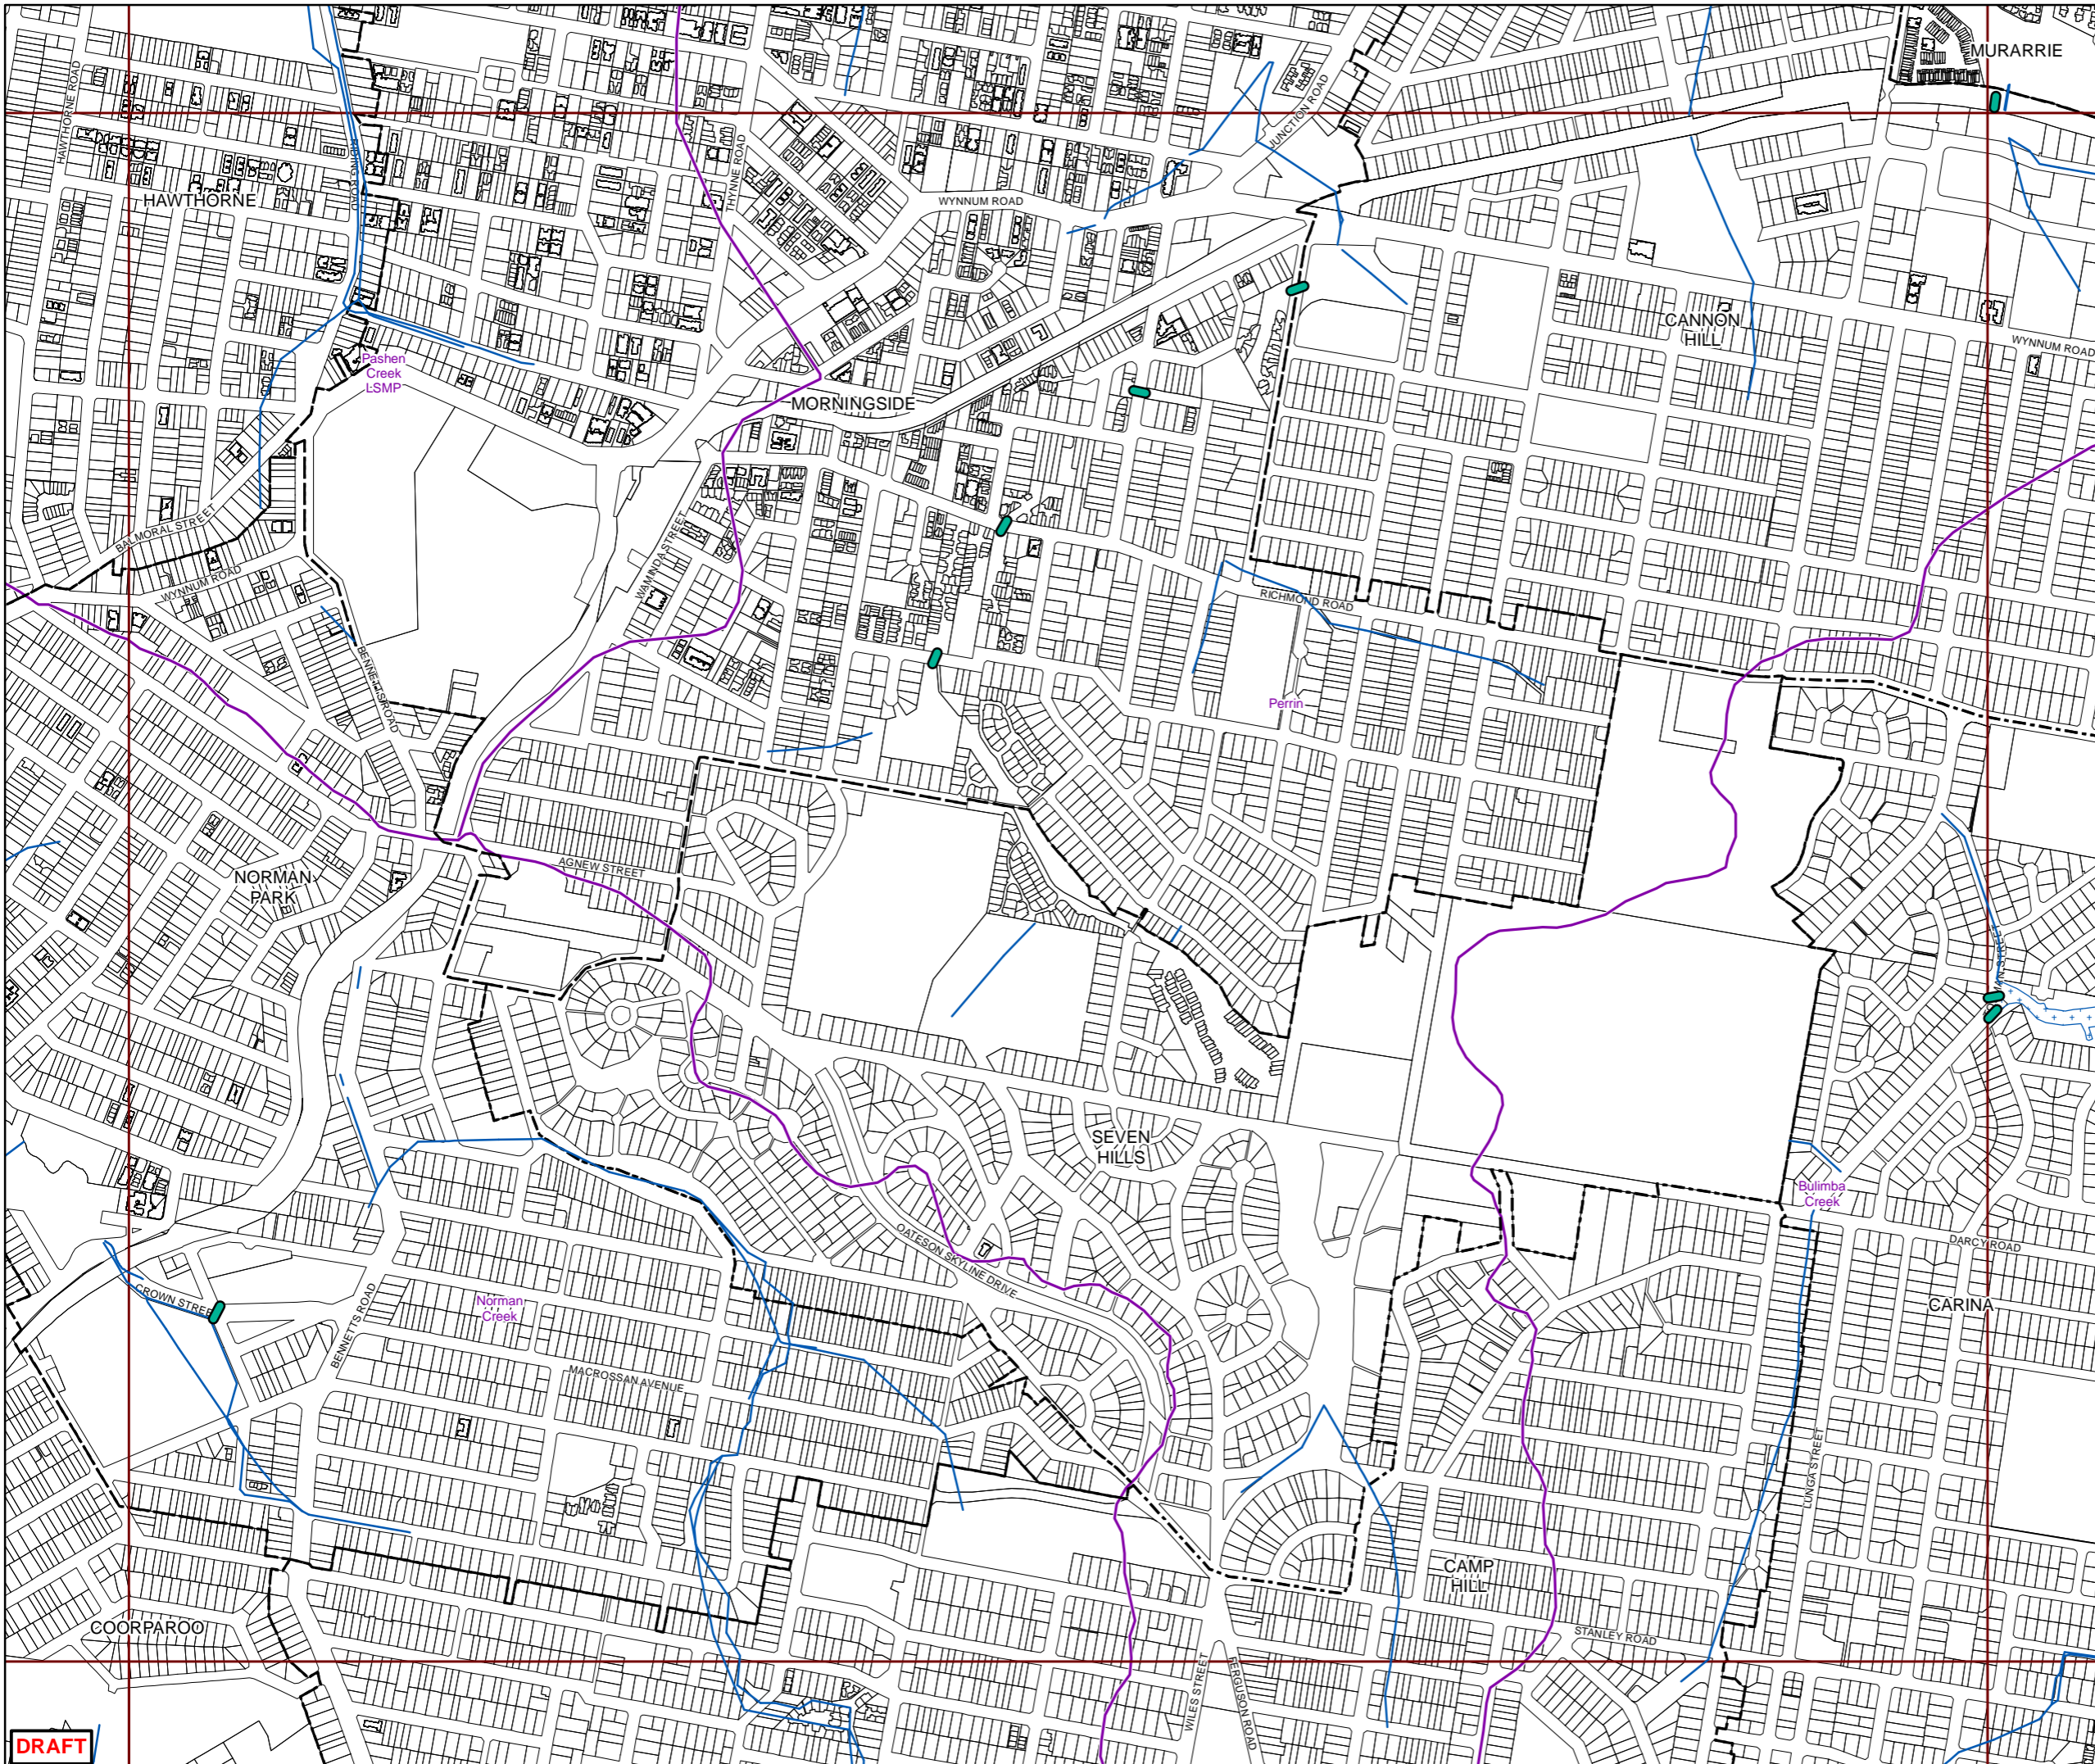 MURARRIE
HAWTHORNE ROAD
JUNCTION ROAD
THYNNE ROAD
RIDING ROAD
HAWTHORNE
WYNNUM ROAD
CANNON
HILL
WYNNUM ROAD
Pashen
Creek
LSMP
MORNINGSIDE
BALMORAL STREET
WAMINDA STREET
WYNNUM ROAD
RICHMOND ROAD
BENNETTS ROAD
Perrin
AGNEW STREET
NORMAN
PARK
SEVEN
HILLS
Bulimba
Creek
OATESON SKYLINE DRIVE
DARCY ROAD
CROWN STREE
Norman
Creek
CARINA
BENNETTS ROAD
MACROSSAN AVENUE
LUNGA STREET
CAMP
HILL
COORPAROO
STANLEY ROAD
WILES STREET
FERGUSON ROAD
DRAFT